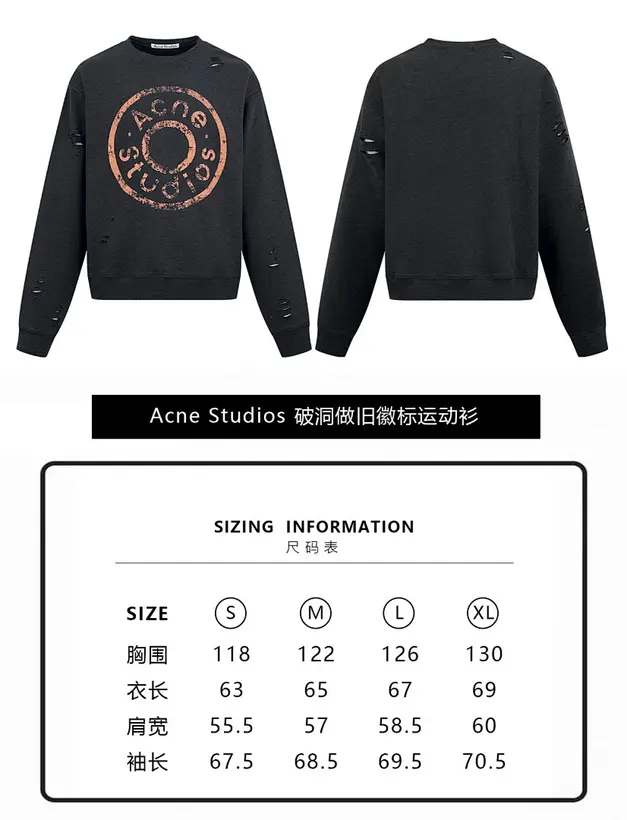 Acne Studios
·Acne·
Studios
Acne Studios 破洞做旧徽标运动衫
SIZING INFORMATION
尺码表
SIZE S M L XL
胸围 118 122 126 130
衣长 63 65 67 69
肩宽 55.5 57 58.5 60
袖长 67.5 68.5 69.5 70.5